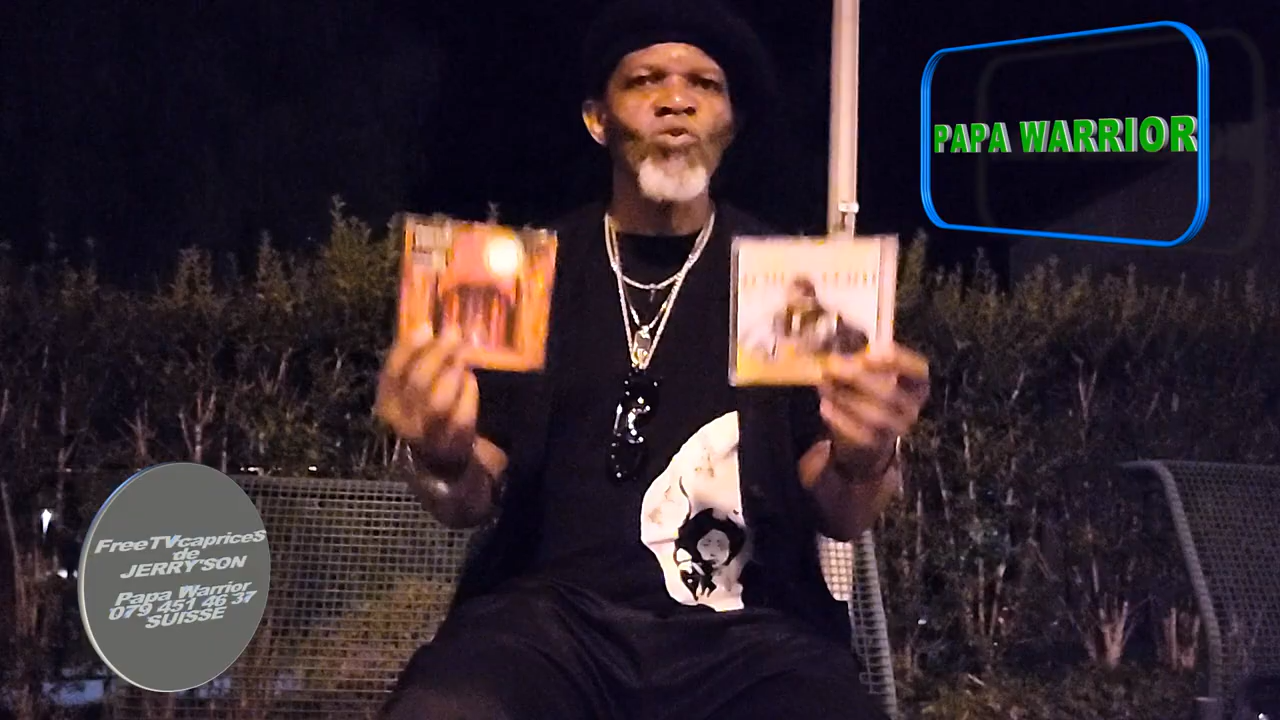 PAPA WARRIOR
FreeTVcapriceS
de
JERRY'SON
Papa Warrior
079 451 46 37
SUISSE